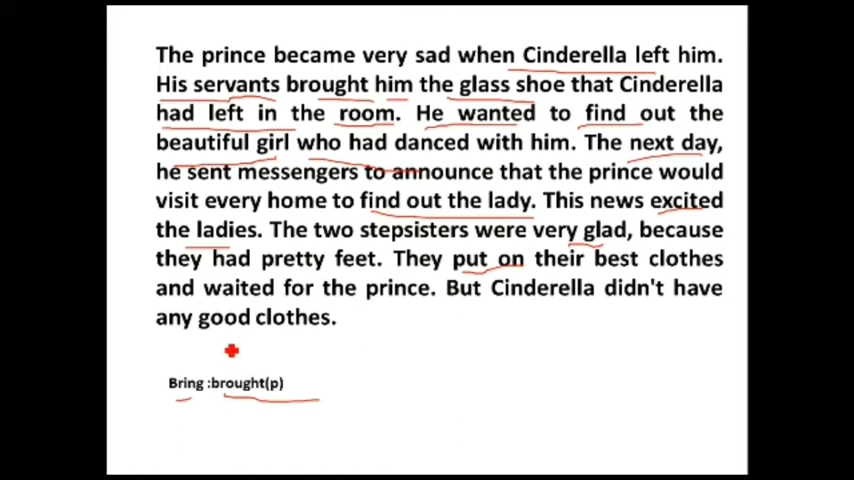 The prince became very sad when Cinderella left him.
His servants brought him the glass shoe that Cinderella
had left in the room. He wanted to find out the
beautiful girl who had danced with him. The next day,
he sent messengers to announce that the prince would
visit every home to find out the lady. This news excited
the ladies. The two stepsisters were very glad, because
they had pretty feet. They put on their best clothes
and waited for the prince. But Cinderella didn't have
any good clothes.
Bring :brought(p)